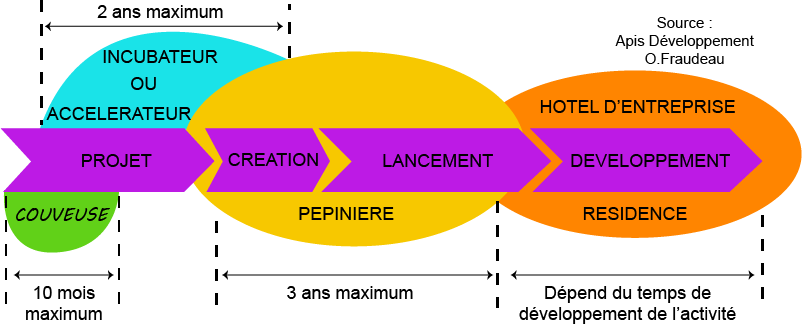 2 ans maximum
Source :
Apis Développement
O.Fraudeau
INCUBATEUR
OU
ACCELERATEUR
HOTEL D'ENTREPRISE
PROJET
CREATION
LANCEMENT
DEVELOPPEMENT
COUVEUSE
PEPINIERE
RESIDENCE
10 mois
maximum
3 ans maximum
Dépend du temps de
développement de l'activité